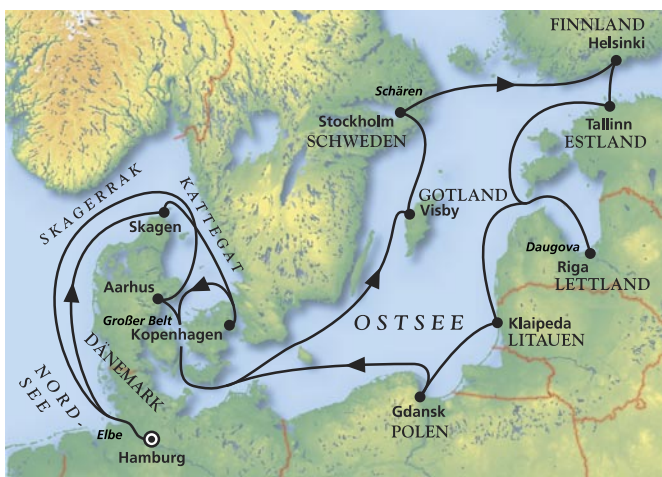 FINNLAND
Helsinki
Schären
Stockholm
SCHWEDEN
Tallinn
ESTLAND
SKAGERRAK
KATTEGAT
GOTLAND
Visby
Skagen
Daugova
Riga
LETTLAND
Aarhus
Großer Belt
Kopenhagen
OSTSEE
Klaipeda
LITAUEN
DÄNEMARK
NORD-
SEE
Gdansk
POLEN
Elbe
Hamburg